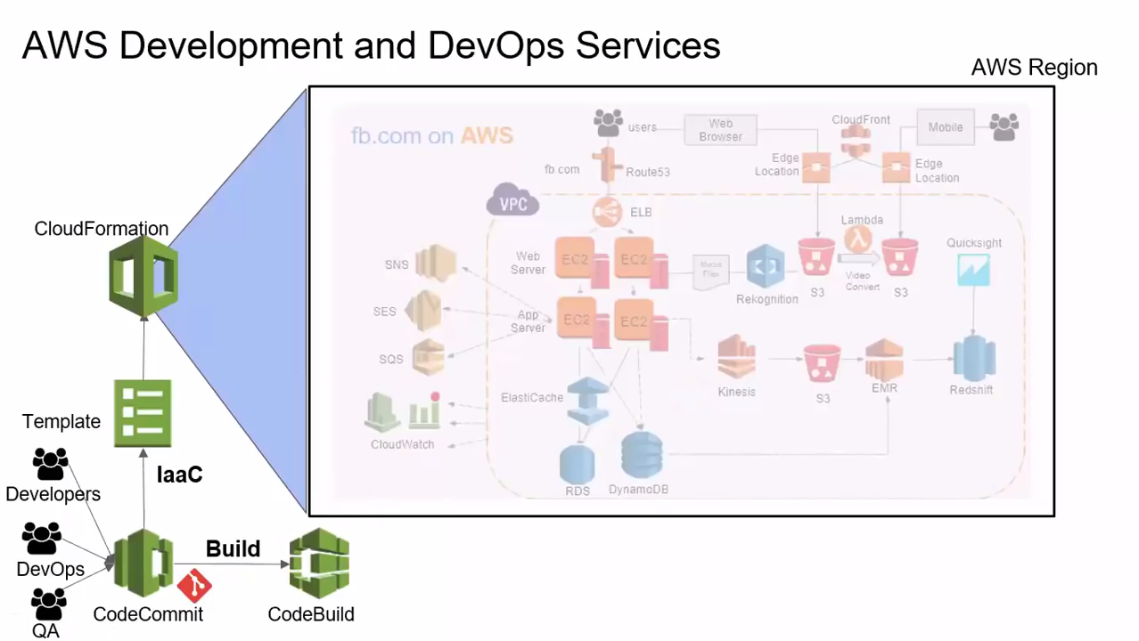 AWS Development and DevOps Services
AWS Region
fb.com on AWS
users
Web
Browser
CloudFront
Mobile
fb.com
Route53
Edge
Location
Edge
Location
VPC
ELB
CloudFormation
Lambda
Quicksight
SNS
Web
Server
EC2
EC2
Media
Files
Rekognition
S3
Video
Convert
S3
SES
App
Server
EC2
EC2
SQS
Kinesis
S3
EMR
Redshift
ElastiCache
Template
CloudWatch
IaaC
RDS
DynamoDB
Developers
DevOps
Build
QA
CodeCommit
CodeBuild